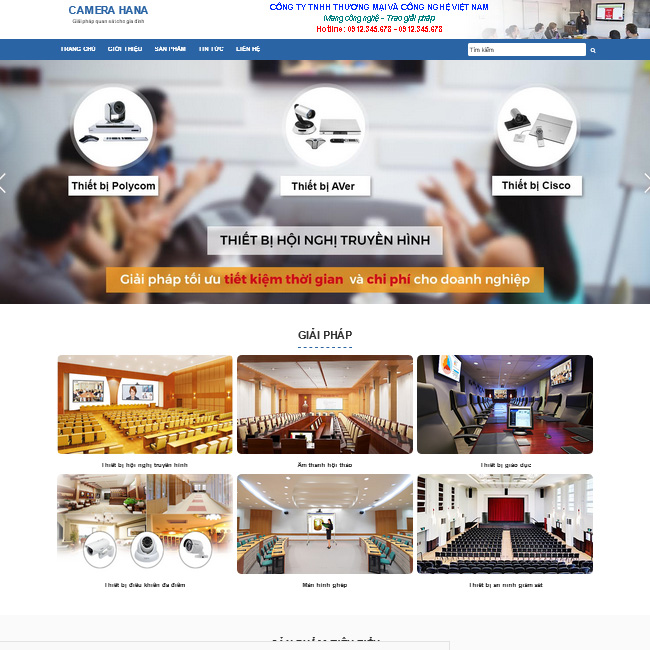 CAMERA HANA
Giải pháp quan sát cho gia đình
CÔNG TY TNHH THƯƠNG MẠI VÀ CÔNG NGHỆ VIỆT NAM
Mang công nghệ - Trao giải pháp
Hotline: 0912.345.678 - 0912.345.678
TRANG CHỦ GIỚI THIỆU SẢN PHẨM TIN TỨC LIÊN HỆ
Tìm kiếm
Thiết bị Polycom Thiết bị AVer Thiết bị Cisco
THIẾT BỊ HỘI NGHỊ TRUYỀN HÌNH
Giải pháp tối ưu tiết kiệm thời gian và chi phí cho doanh nghiệp
GIẢI PHÁP
Thiết bị hội nghị truyền hình Âm thanh hội thảo Thiết bị giáo dục
Thiết bị điều khiển đa điểm Màn hình ghép Thiết bị an ninh giám sát